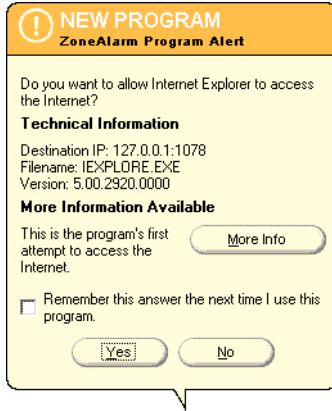 NEW PROGRAM
ZoneAlarm Program Alert
Do you want to allow Internet Explorer to access
the Internet?
Technical Information
Destination IP: 127.0.0.1:1078
Filename: IEXPLORE.EXE
Version: 5.00.2920.0000
More Information Available
This is the program's first
attempt to access the
Internet.
More Info
Remember this answer the next time I use this
program.
Yes
No